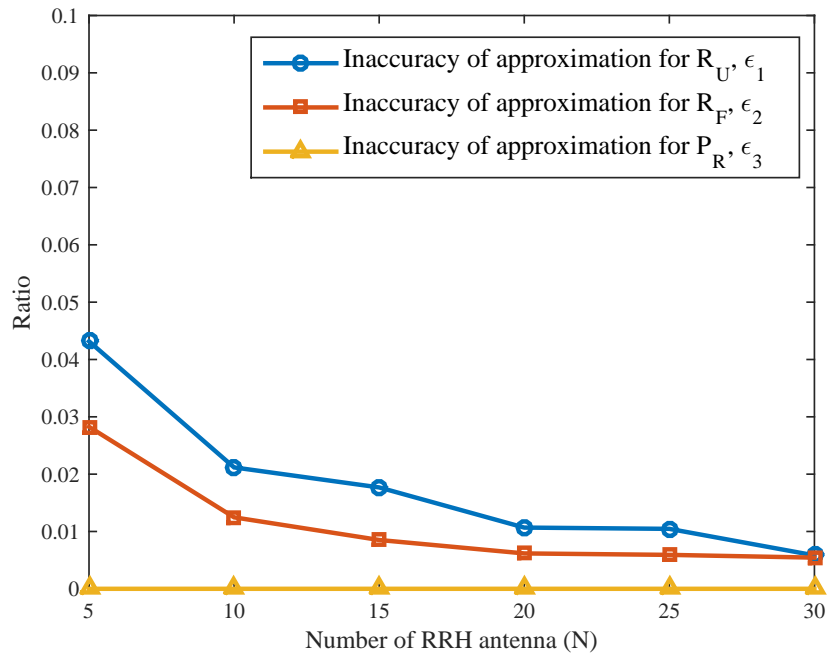 0.1
0.09
0.08
0.07
0.06
0.05
0.04
0.03
0.02
0.01
0
Ratio
Inaccuracy of approximation for R_U, ϵ_1
Inaccuracy of approximation for R_F, ϵ_2
Inaccuracy of approximation for P_R, ϵ_3
5 10 15 20 25 30
Number of RRH antenna (N)